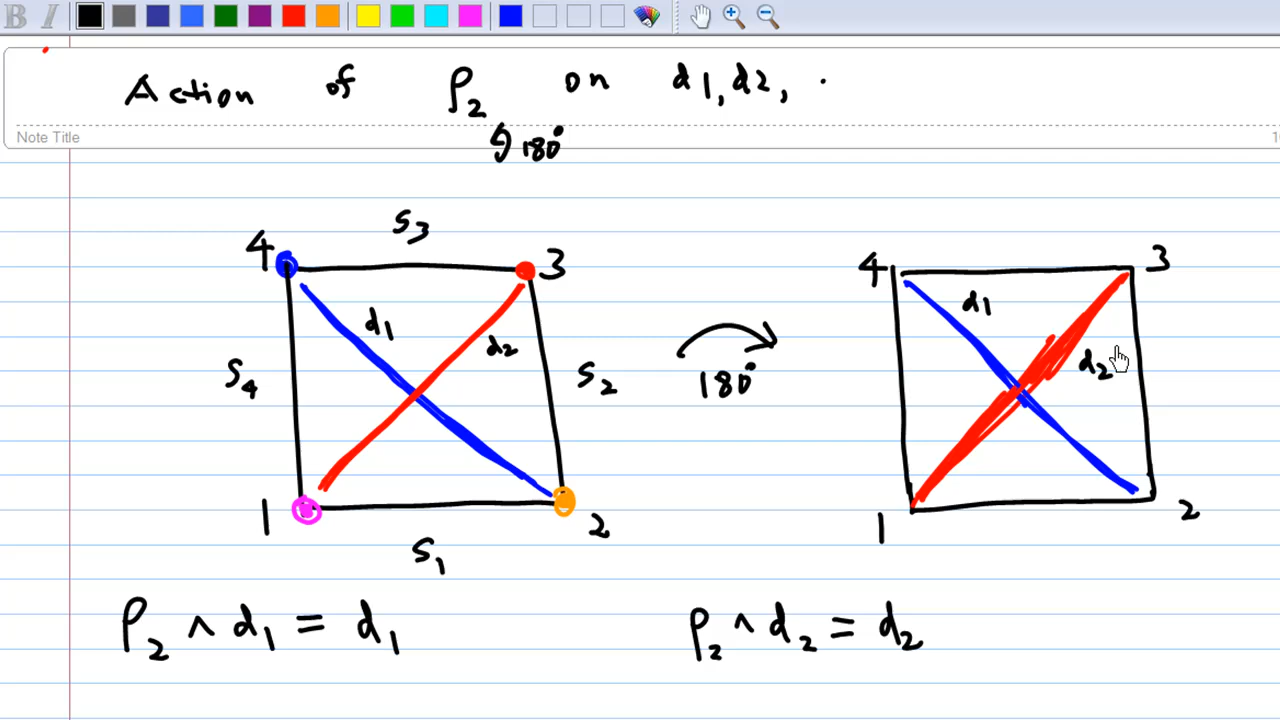 B I
Action of ρ2 on d1, d2, .
Note Title
180°
4 s3 3
4 3
d1
d1
d2
d2
s4
s2
180°
1 2
1 2
s1
ρ2 ∧ d1 = d1
ρ2 ∧ d2 = d2